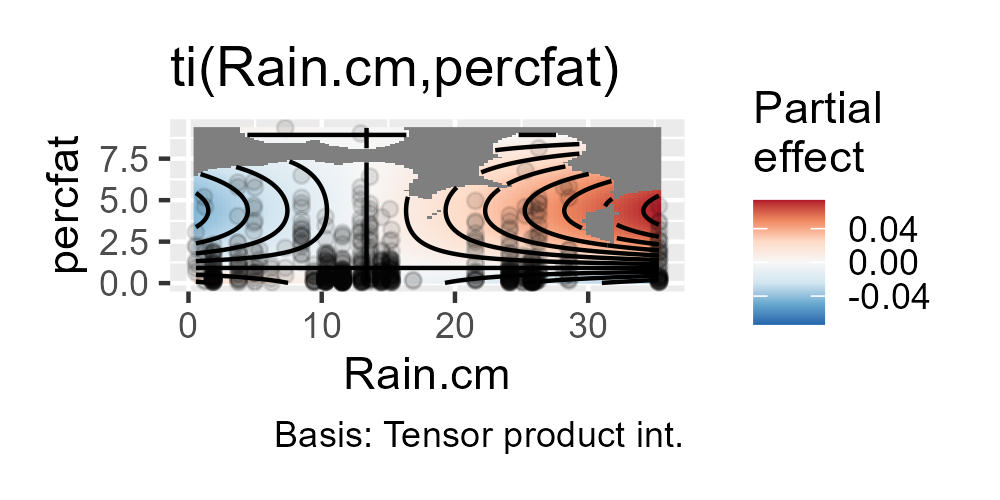 ti(Rain.cm,percfat)
percfat
7.5
5.0
2.5
0.0
0 10 20 30
Rain.cm
Basis: Tensor product int.
Partial
effect
0.04
0.00
-0.04